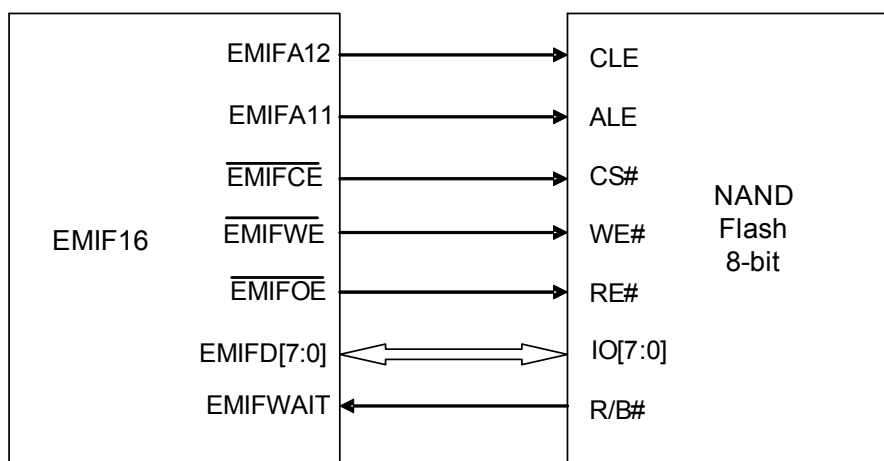 EMIFA12
CLE
EMIFA11
ALE
EMIFCE
CS#
EMIF16
EMIFWE
WE#
NAND
Flash
8-bit
EMIFOE
RE#
EMIFD[7:0]
IO[7:0]
EMIFWAIT
R/B#